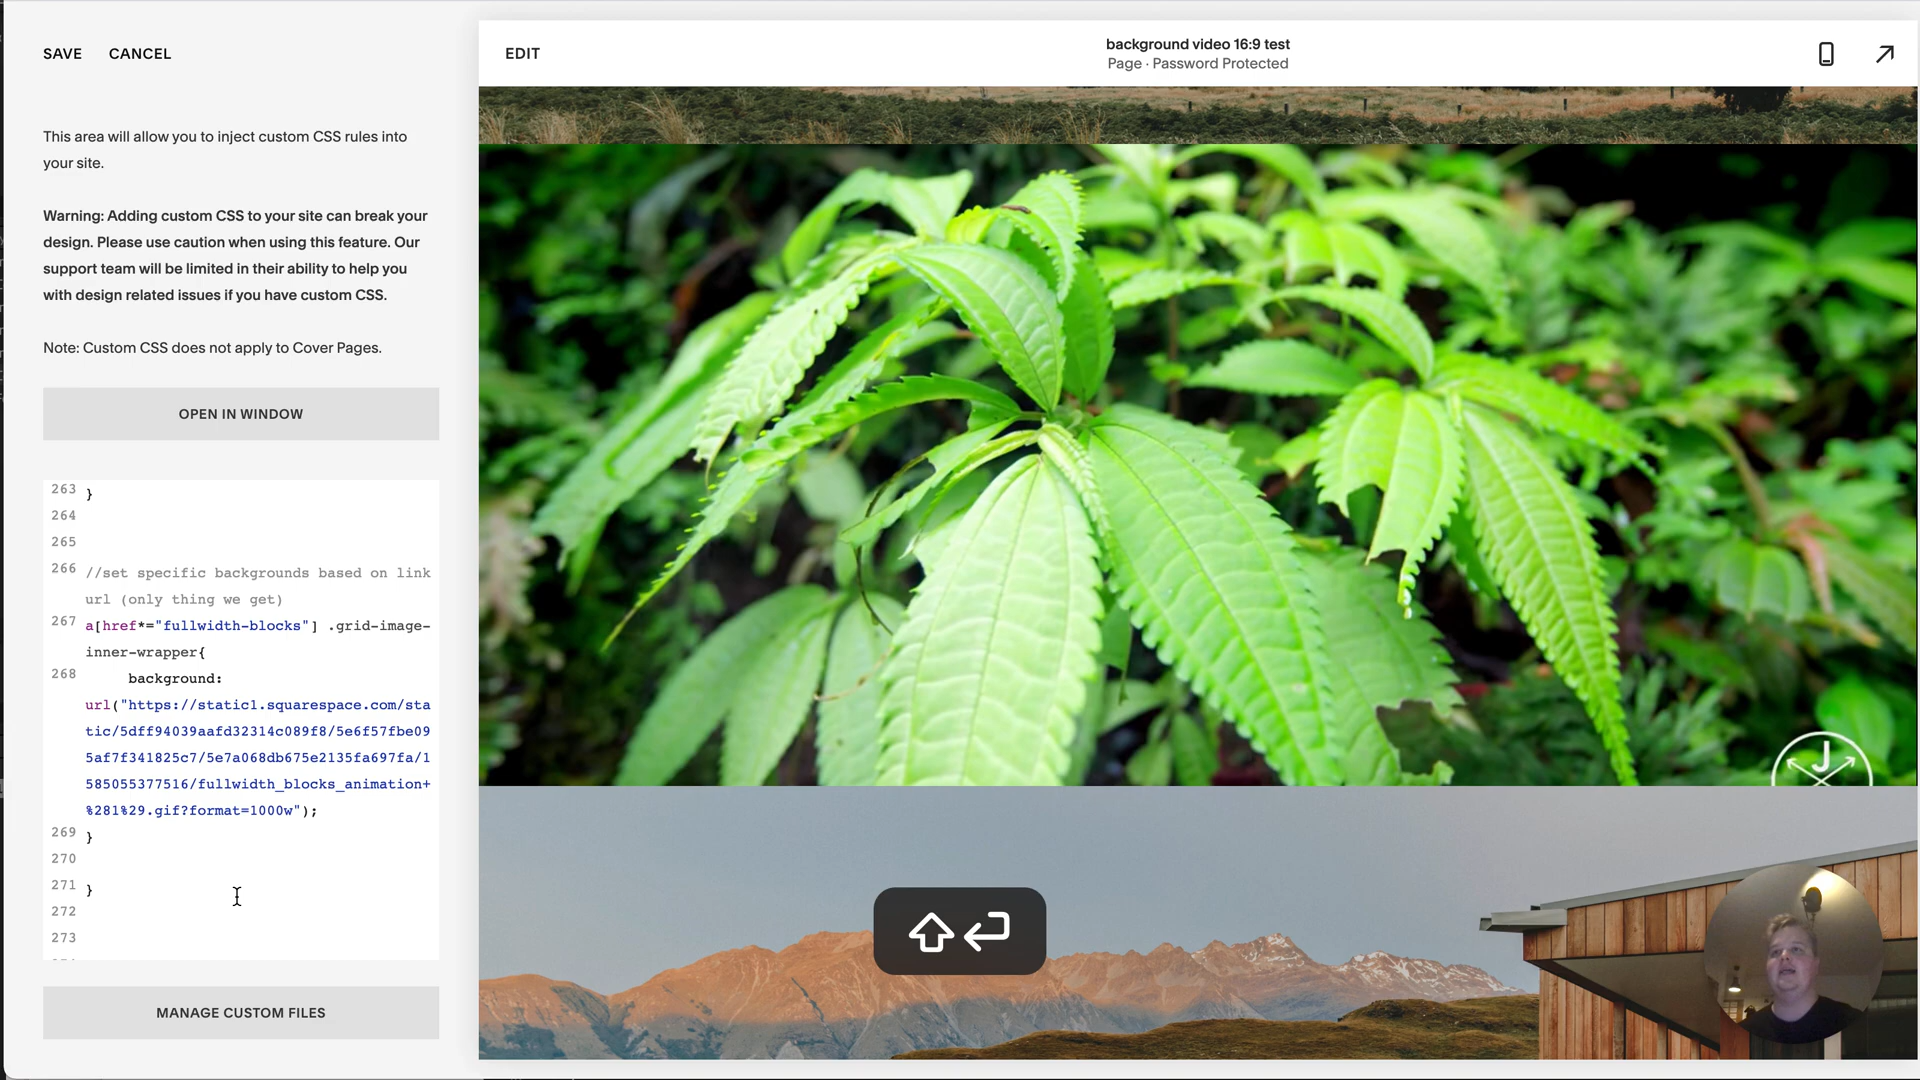 SAVE CANCEL
EDIT
background video 16:9 test
Page · Password Protected
This area will allow you to inject custom CSS rules into
your site.
Warning: Adding custom CSS to your site can break your
design. Please use caution when using this feature. Our
support team will be limited in their ability to help you
with design related issues if you have custom CSS.
Note: Custom CSS does not apply to Cover Pages.
OPEN IN WINDOW
263 }
264
265
266 //set specific backgrounds based on link
url (only thing we get)
267 a[href*="fullwidth-blocks"] .grid-image-
inner-wrapper{
268 background:
url("https://static1.squarespace.com/sta
tic/5dff94039aafd32314c089f8/5e6f57fbe09
5af7f341825c7/5e7a068db675e2135fa697fa/1
585055377516/fullwidth_blocks_animation+
%281%29.gif?format=1000w");
269 }
270
271 }
272
273
MANAGE CUSTOM FILES
J